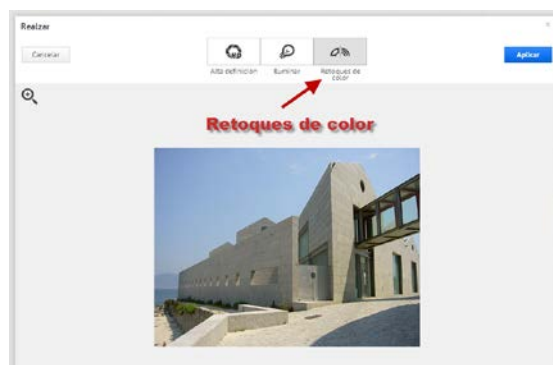 Realzar
×
Cancelar
Alta definición
Iluminar
Retoques de color
Aplicar
Retoques de color